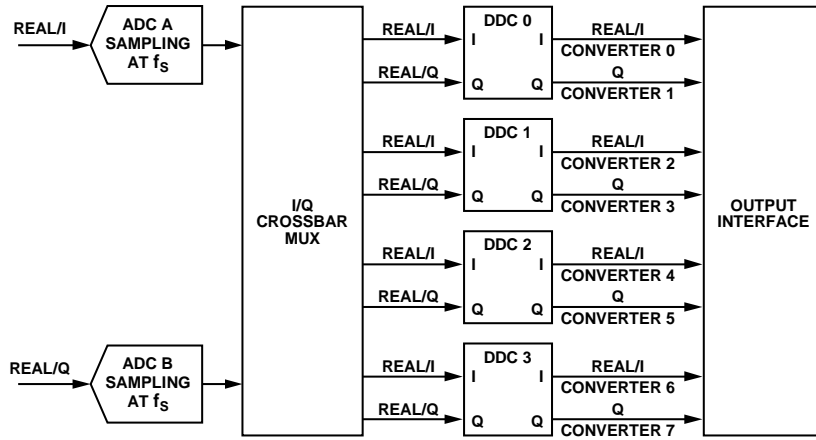 REAL/I
ADC A
SAMPLING
AT fS
REAL/Q
ADC B
SAMPLING
AT fS
I/Q
CROSSBAR
MUX
REAL/I
REAL/Q
DDC 0
I
I
Q
Q
REAL/I
CONVERTER 0
Q
CONVERTER 1
REAL/I
REAL/Q
DDC 1
I
I
Q
Q
REAL/I
CONVERTER 2
Q
CONVERTER 3
REAL/I
REAL/Q
DDC 2
I
I
Q
Q
REAL/I
CONVERTER 4
Q
CONVERTER 5
REAL/I
REAL/Q
DDC 3
I
I
Q
Q
REAL/I
CONVERTER 6
Q
CONVERTER 7
OUTPUT
INTERFACE